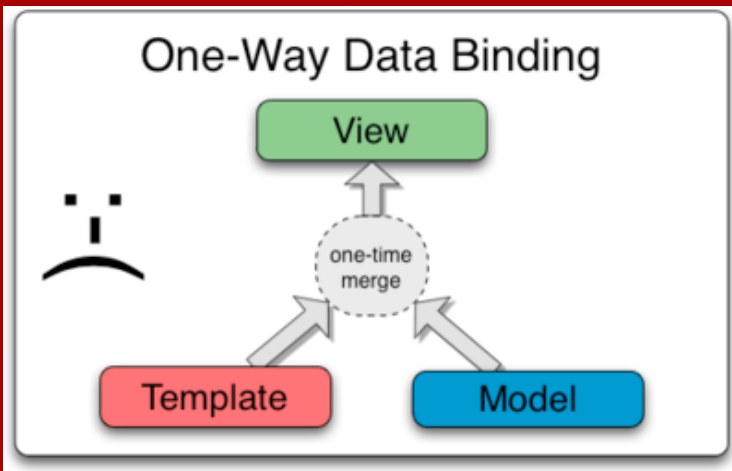 One-Way Data Binding
View
one-time
merge
Template
Model